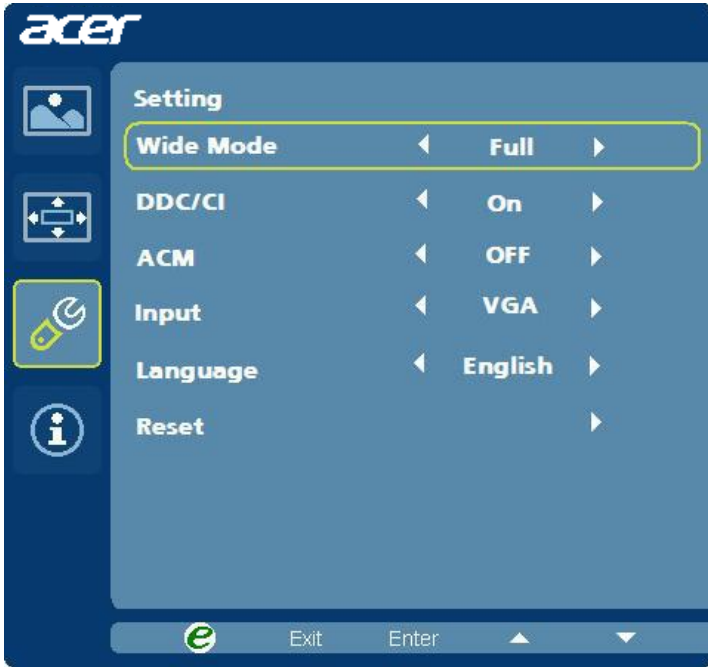 acer
Setting
Wide Mode Full
DDC/CI On
ACM OFF
Input VGA
Language English
Reset
e Exit Enter